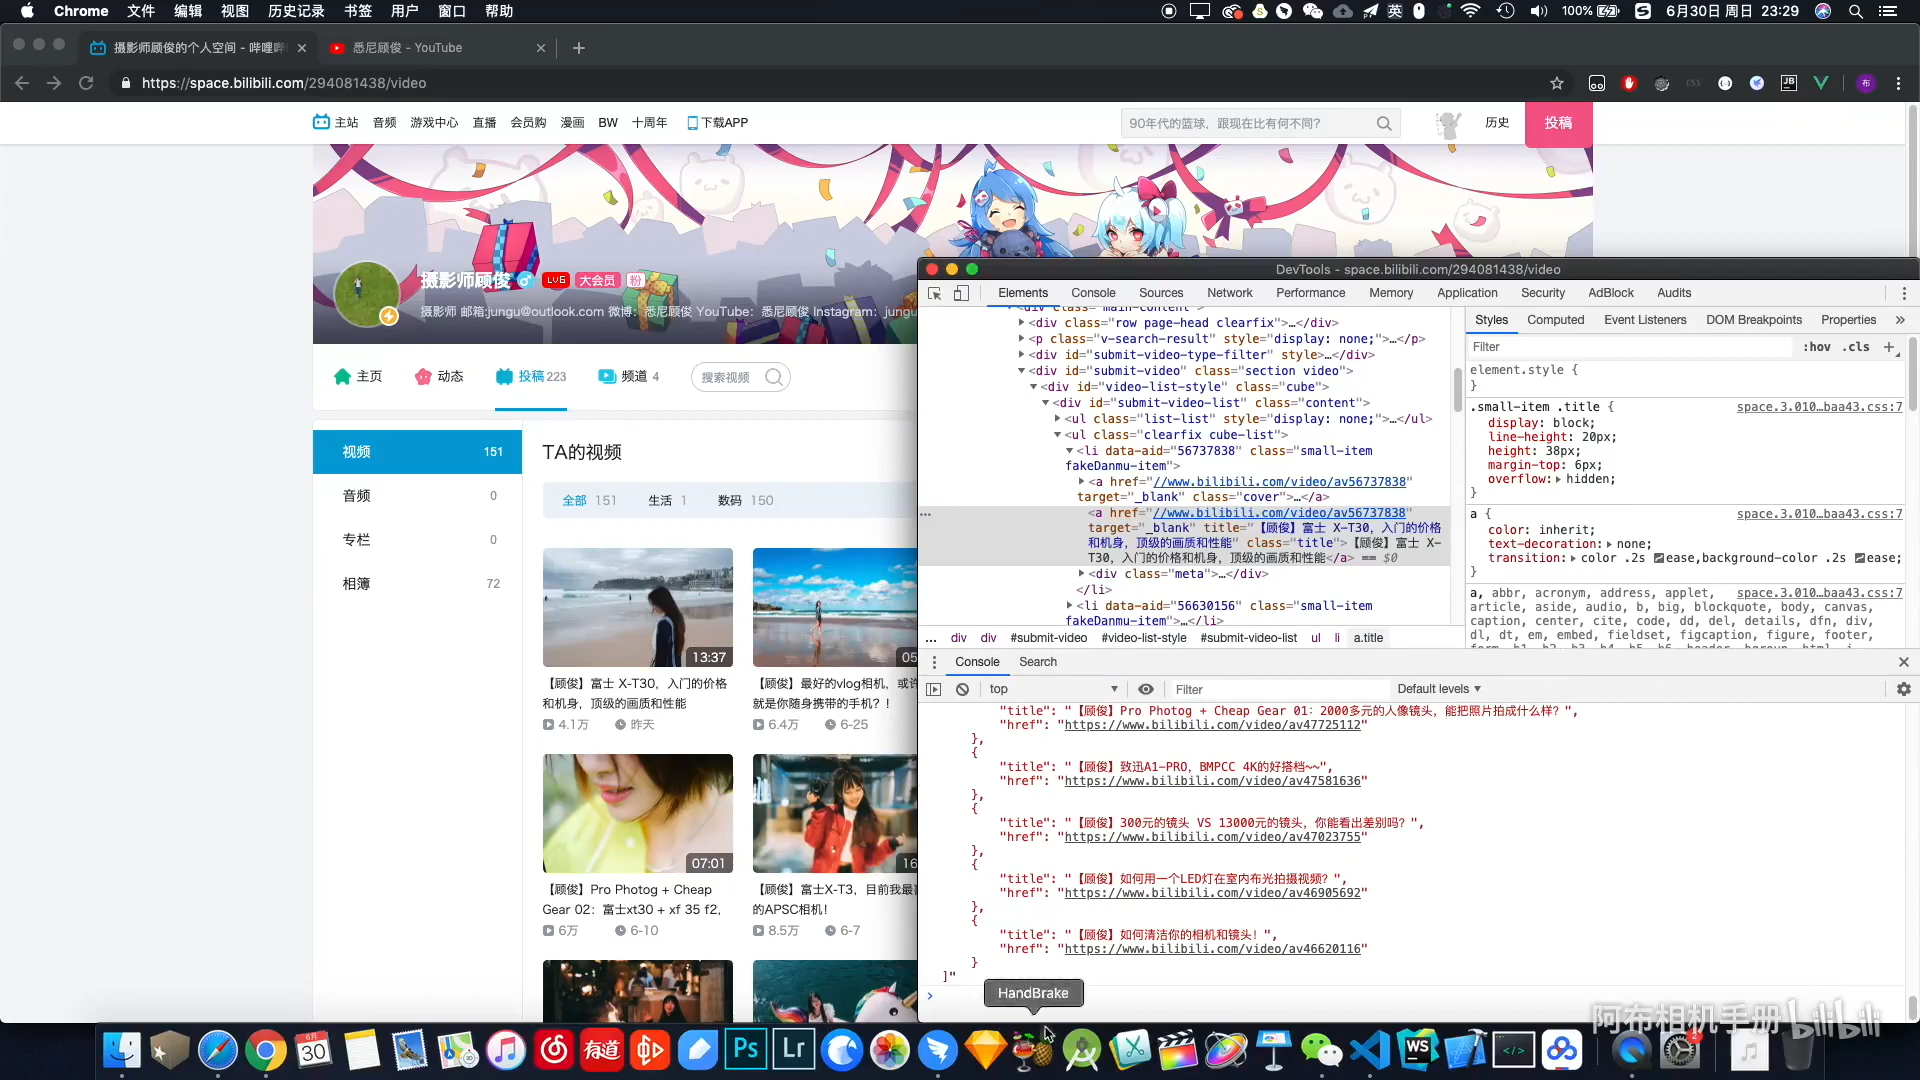 Chrome 文件 编辑 视图 历史记录 书签 用户 窗口 帮助
英 100% 6月30日 周日 23:29
摄影师顾俊的个人空间 - 哔哩哔
悉尼顾俊 - YouTube
https://space.bilibili.com/294081438/video
主站 音频 游戏中心 直播 会员购 漫画 BW 十周年 下载APP
90年代的篮球，跟现在比有何不同?
历史
投稿
摄影师顾俊 LV6 大会员 粉
摄影师 邮箱:jungu@outlook.com 微博：悉尼顾俊 YouTube：悉尼顾俊 Instagram：jungu
主页 动态 投稿 223 频道 4 搜索视频
视频 151
音频 0
专栏 0
相簿 72
TA的视频
全部 151 生活 1 数码 150
13:37
05
【顾俊】富士 X-T30，入门的价格
和机身，顶级的画质和性能
4.1万 昨天
【顾俊】最好的vlog相机，或许
就是你随身携带的手机？！
6.4万 6-25
07:01
16
【顾俊】Pro Photog + Cheap
Gear 02：富士xt30 + xf 35 f2,
6万 6-10
【顾俊】富士X-T3，目前我最喜
的APSC相机！
8.5万 6-7
DevTools - space.bilibili.com/294081438/video
Elements Console Sources Network Performance Memory Application Security AdBlock Audits
<div class="main-content">
<div class="row page-head clearfix">…</div>
<p class="v-search-result" style="display: none;">…</p>
<div id="submit-video-type-filter" style>…</div>
<div id="submit-video" class="section video">
<div id="video-list-style" class="cube">
<div id="submit-video-list" class="content">
<ul class="list-list" style="display: none;">…</ul>
<ul class="clearfix cube-list">
<li data-aid="56737838" class="small-item
fakeDanmu-item">
<a href="//www.bilibili.com/video/av56737838"
target="_blank" class="cover">…</a>
<a href="//www.bilibili.com/video/av56737838"
target="_blank" title="【顾俊】富士 X-T30，入门的价格
和机身，顶级的画质和性能" class="title">【顾俊】富士 X-
T30，入门的价格和机身，顶级的画质和性能</a> == $0
<div class="meta">…</div>
</li>
<li data-aid="56630156" class="small-item
fakeDanmu-item">…</li>
... div div #submit-video #video-list-style #submit-video-list ul li a.title
Styles Computed Event Listeners DOM Breakpoints Properties »
Filter :hov .cls +
element.style {
}
.small-item .title { space.3.010…baa43.css:7
display: block;
line-height: 20px;
height: 38px;
margin-top: 6px;
overflow: hidden;
}
a { space.3.010…baa43.css:7
color: inherit;
text-decoration: none;
transition: color .2s ease,background-color .2s ease;
}
a, abbr, acronym, address, applet, space.3.010…baa43.css:7
article, aside, audio, b, big, blockquote, body, canvas,
caption, center, cite, code, dd, del, details, dfn, div,
dl, dt, em, embed, fieldset, figcaption, figure, footer,
form, h1, h2, h3, h4, h5, h6, header, hgroup, html, i,
Console Search
top Filter Default levels
"title": "【顾俊】Pro Photog + Cheap Gear 01：2000多元的人像镜头，能把照片拍成什么样？",
"href": "https://www.bilibili.com/video/av47725112"
},
{
"title": "【顾俊】致迅A1-PRO，BMPCC 4K的好搭档~~",
"href": "https://www.bilibili.com/video/av47581636"
},
{
"title": "【顾俊】300元的镜头 VS 13000元的镜头，你能看出差别吗？",
"href": "https://www.bilibili.com/video/av47023755"
},
{
"title": "【顾俊】如何用一个LED灯在室内布光拍摄视频？",
"href": "https://www.bilibili.com/video/av46905692"
},
{
"title": "【顾俊】如何清洁你的相机和镜头！",
"href": "https://www.bilibili.com/video/av46620116"
}
]"
HandBrake
阿布相机手册 bilibili
6月 30 有道 Ps Lr WS